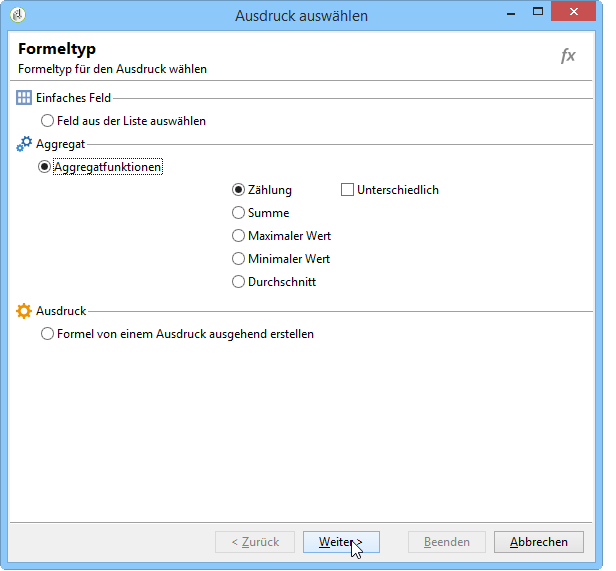 Ausdruck auswählen
Formeltyp
Formeltyp für den Ausdruck wählen
fx
Einfaches Feld
Feld aus der Liste auswählen
Aggregat
Aggregatfunktionen
Zählung
Unterschiedlich
Summe
Maximaler Wert
Minimaler Wert
Durchschnitt
Ausdruck
Formel von einem Ausdruck ausgehend erstellen
< Zurück
Weiter >
Beenden
Abbrechen